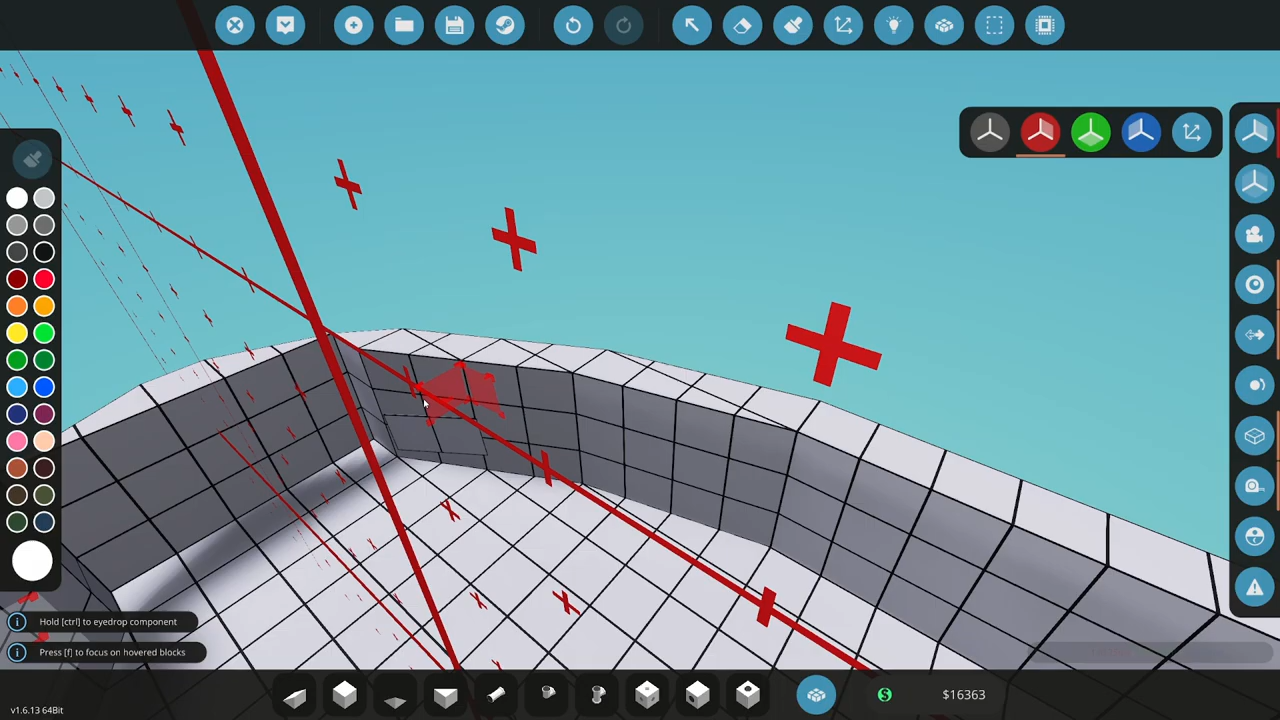 Hold [ctrl] to eyedrop component
Press [f] to focus on hovered blocks
$16363
v1.6.13 64Bit